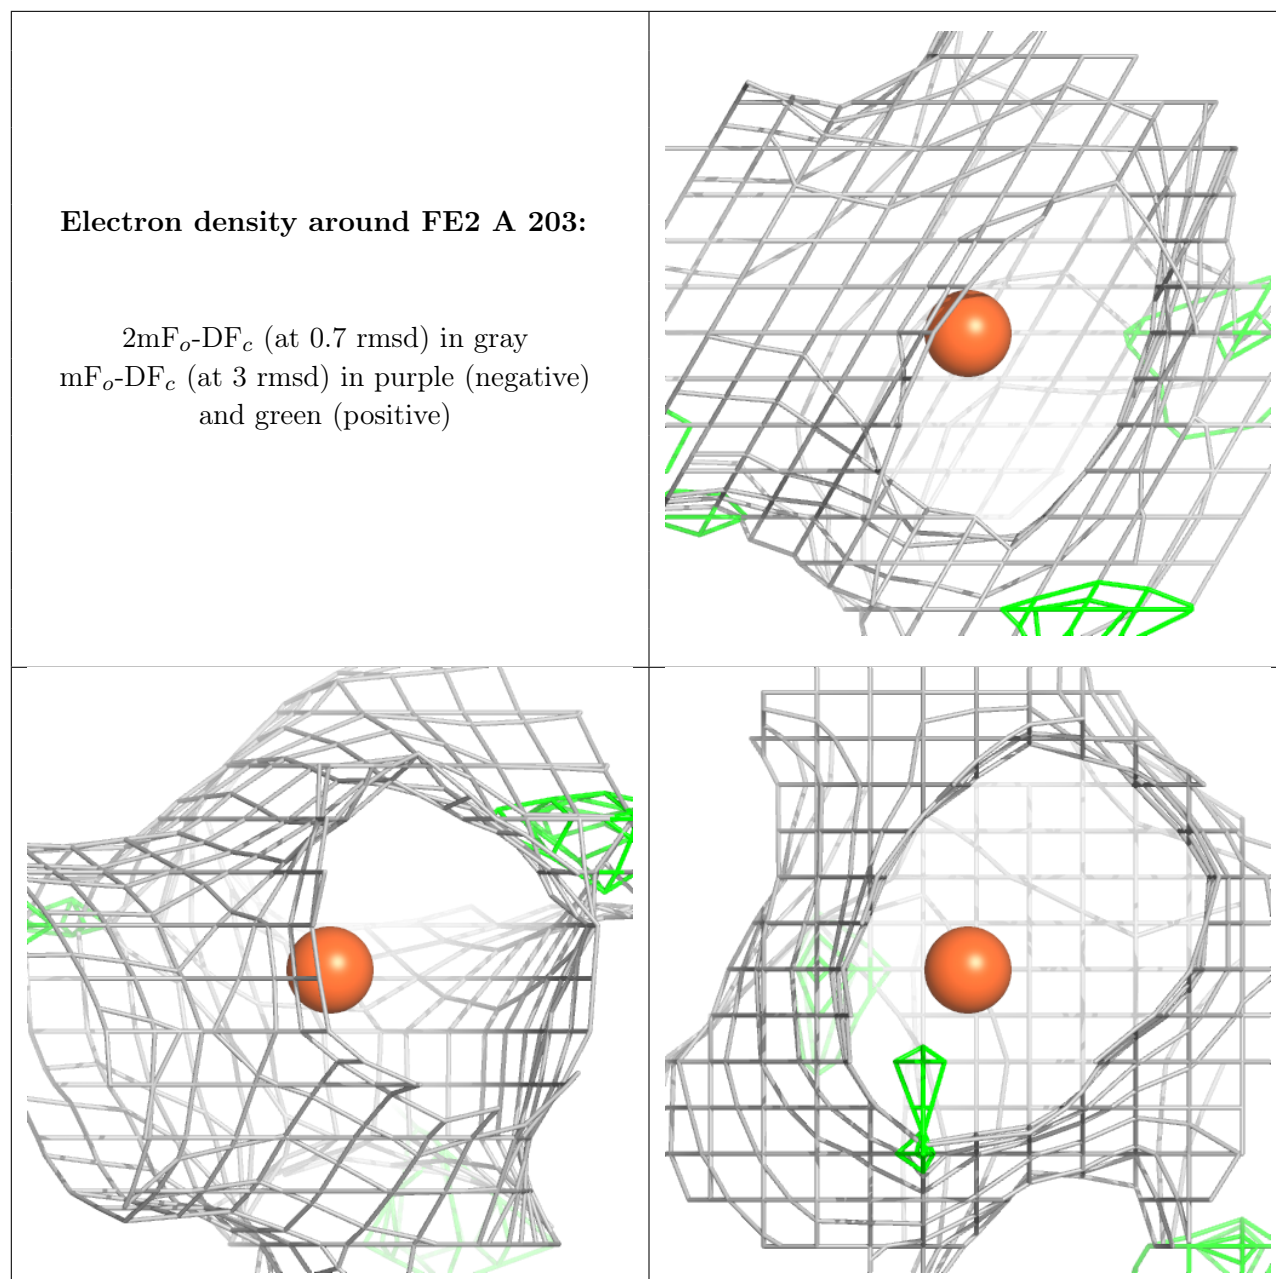 Electron density around FE2 A 203:
2mFo-DFc (at 0.7 rmsd) in gray
mFo-DFc (at 3 rmsd) in purple (negative)
and green (positive)